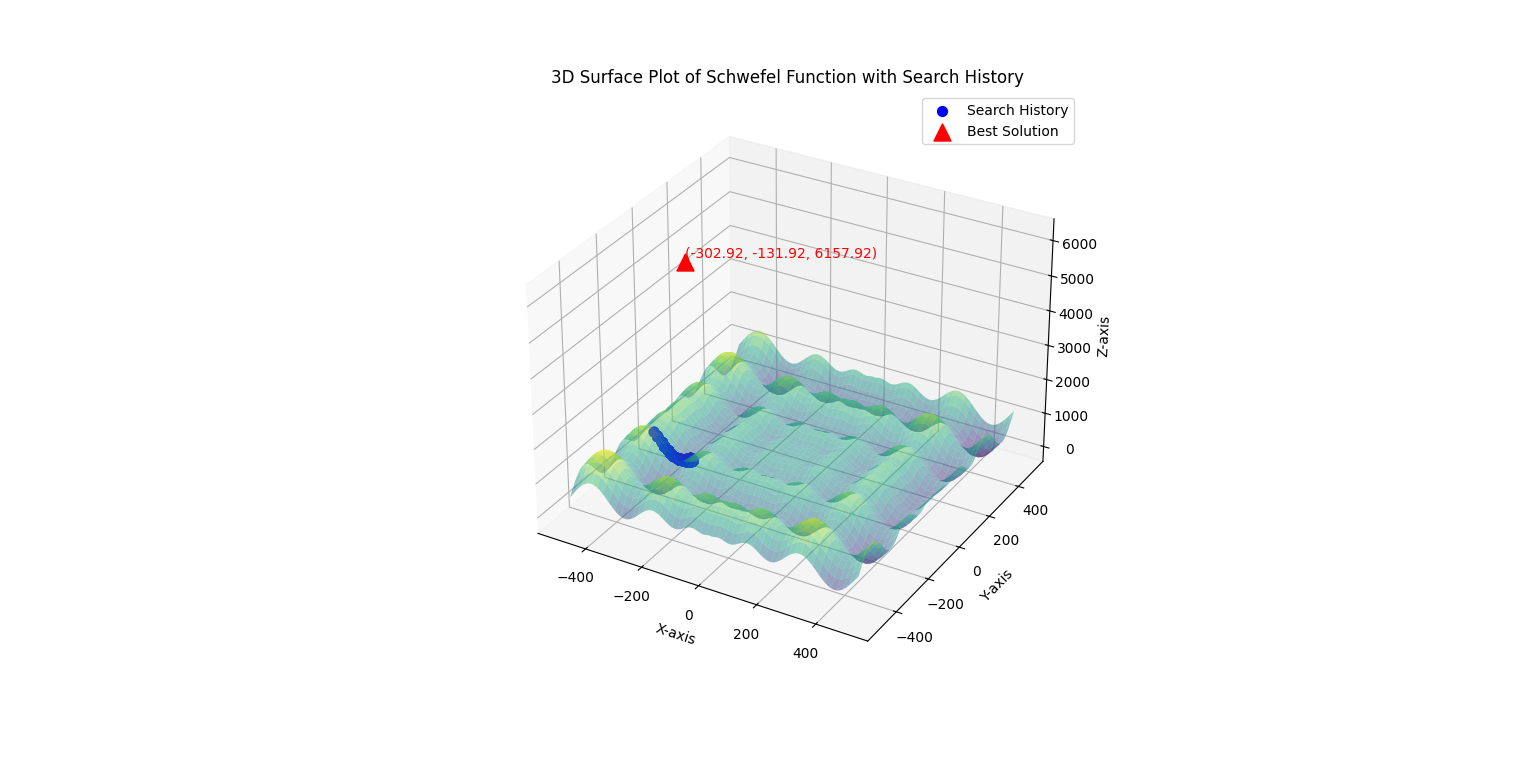 3D Surface Plot of Schwefel Function with Search History
Search History
Best Solution
(-302.92, -131.92, 6157.92)
6000
5000
4000
3000
2000
1000
0
Z-axis
−400
−200
0
200
400
X-axis
400
200
0
−200
−400
Y-axis